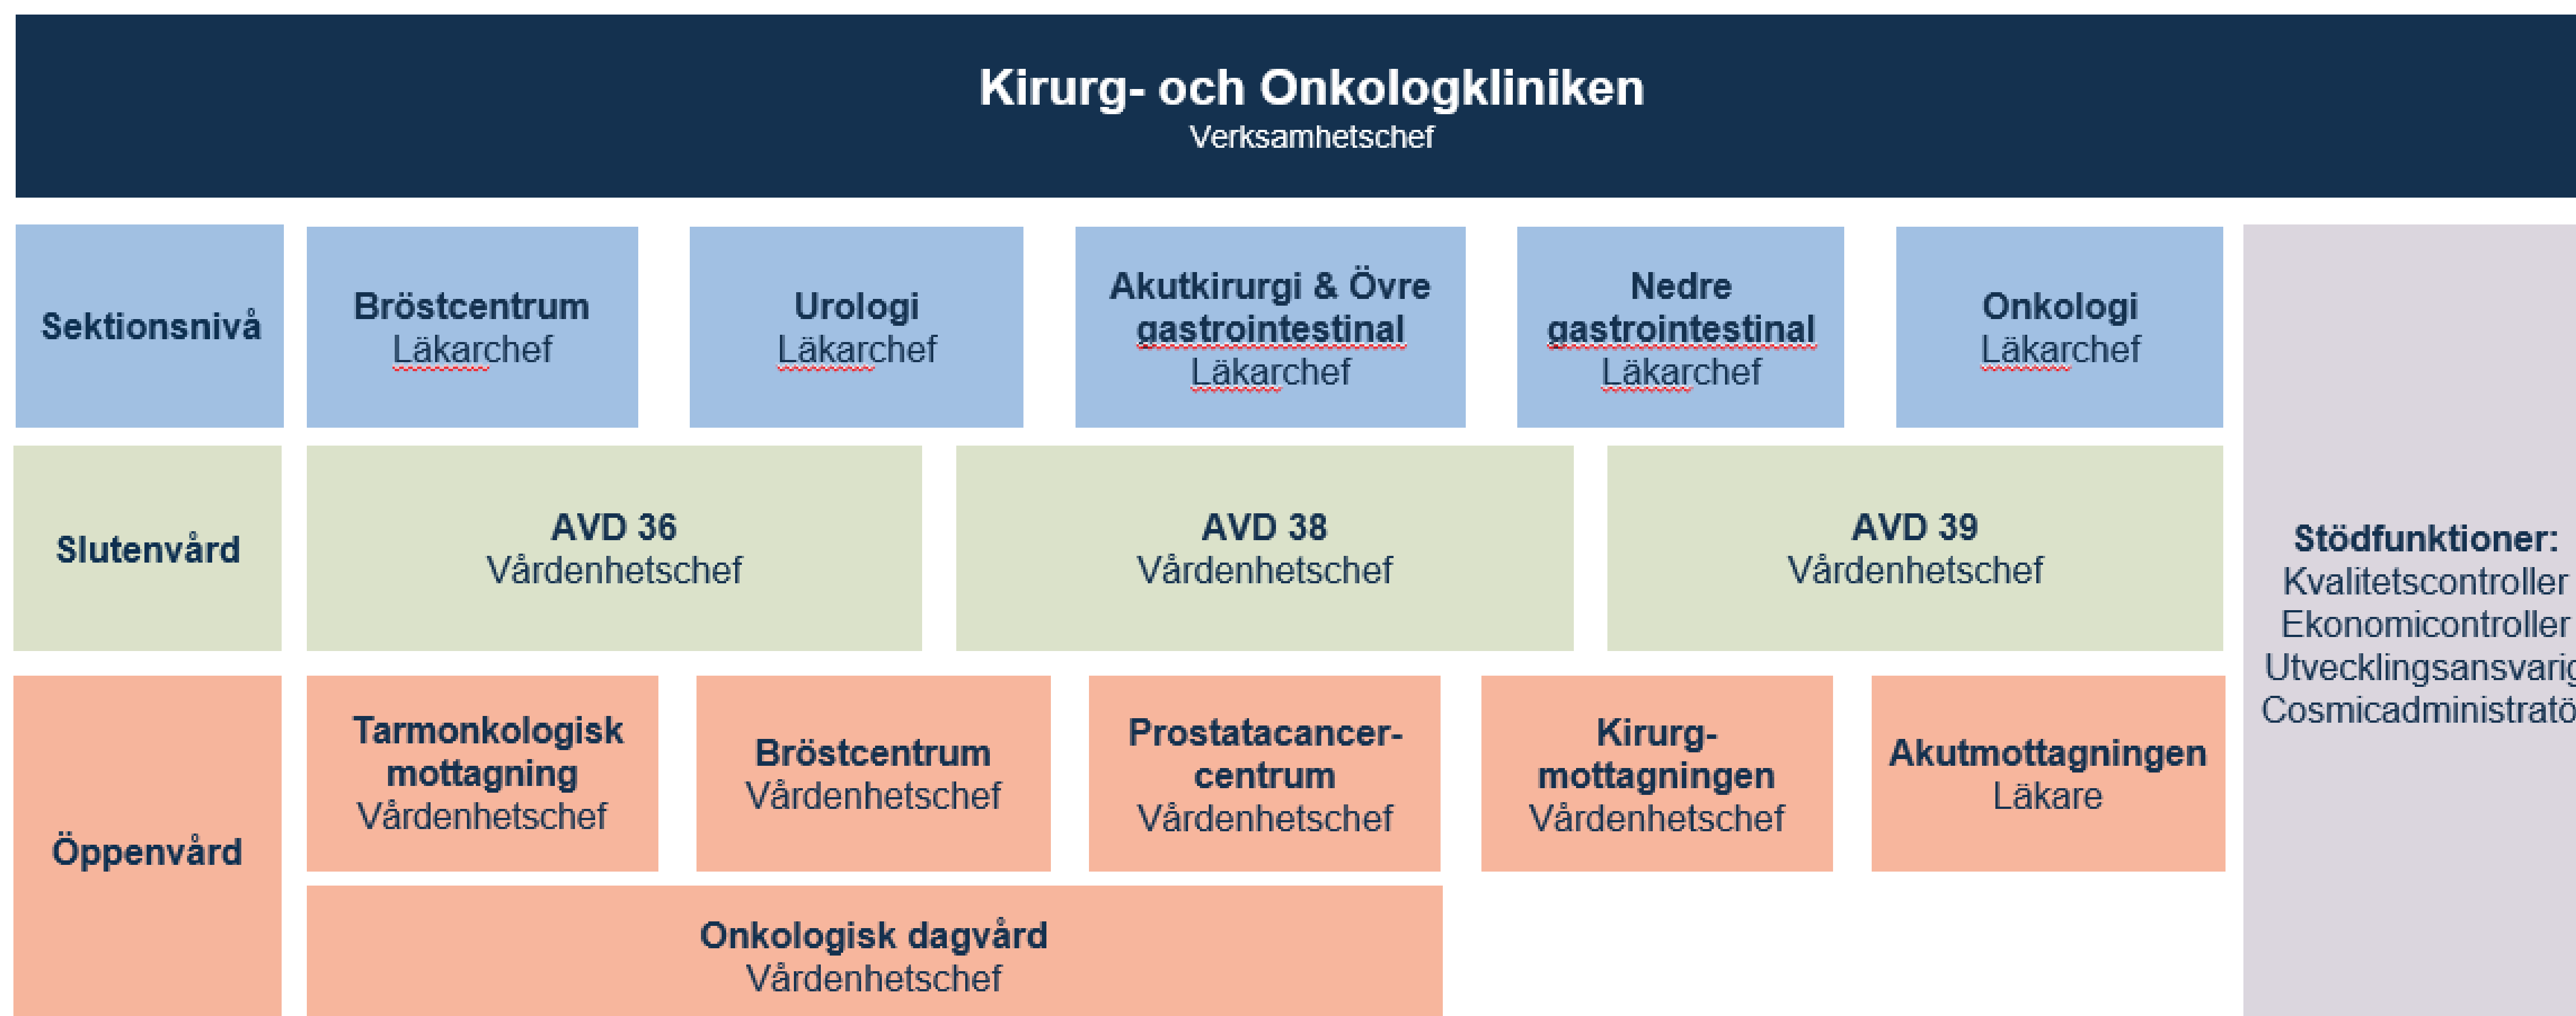 Kirurg- och Onkologkliniken
Verksamhetschef
Sektionsnivå
Bröstcentrum
Läkarchef
Urologi
Läkarchef
Akutkirurgi & Övre
gastrointestinal
Läkarchef
Nedre
gastrointestinal
Läkarchef
Onkologi
Läkarchef
Slutenvård
AVD 36
Vårdenhetschef
AVD 38
Vårdenhetschef
AVD 39
Vårdenhetschef
Öppenvård
Tarmonkologisk
mottagning
Vårdenhetschef
Bröstcentrum
Vårdenhetschef
Prostatacancer-
centrum
Vårdenhetschef
Kirurg-
mottagningen
Vårdenhetschef
Akutmottagningen
Läkare
Onkologisk dagvård
Vårdenhetschef
Stödfunktioner:
Kvalitetscontroller
Ekonomicontroller
Utvecklingsansvarig
Cosmicadministratö